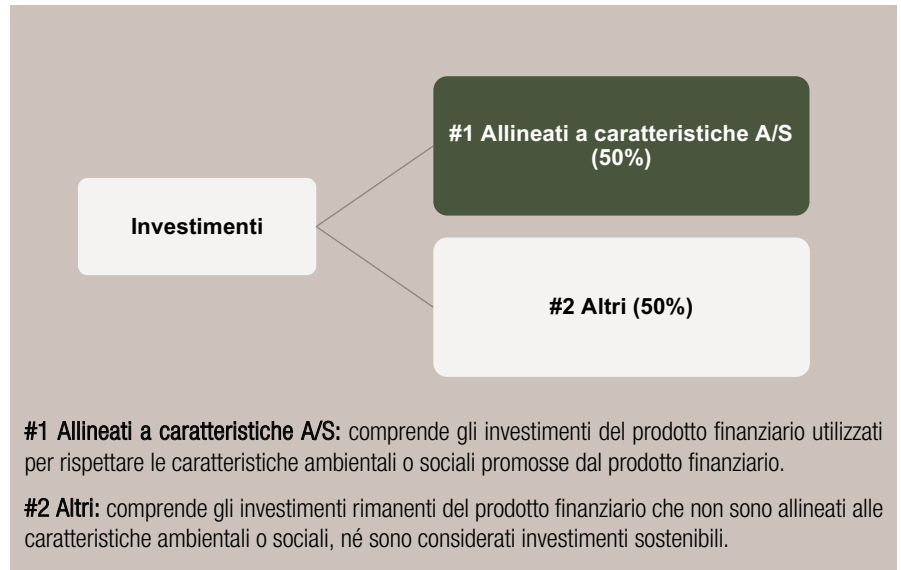 #1 Allineati a caratteristiche A/S
(50%)
Investimenti
#2 Altri (50%)
#1 Allineati a caratteristiche A/S: comprende gli investimenti del prodotto finanziario utilizzati
per rispettare le caratteristiche ambientali o sociali promosse dal prodotto finanziario.
#2 Altri: comprende gli investimenti rimanenti del prodotto finanziario che non sono allineati alle
caratteristiche ambientali o sociali, né sono considerati investimenti sostenibili.